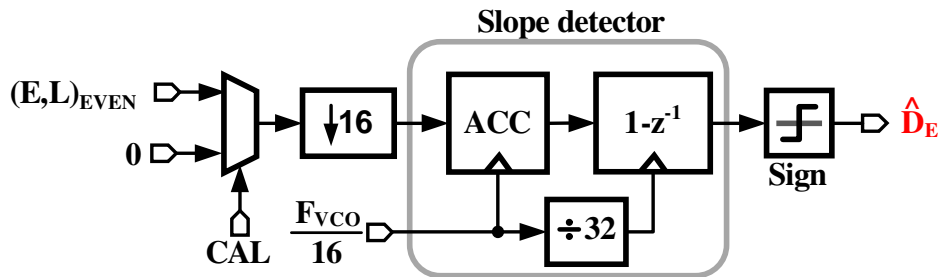 Slope detector
(E,L)EVEN
0
CAL
↓16
ACC
1-z⁻¹
FVCO
16
÷32
Sign
D̂E